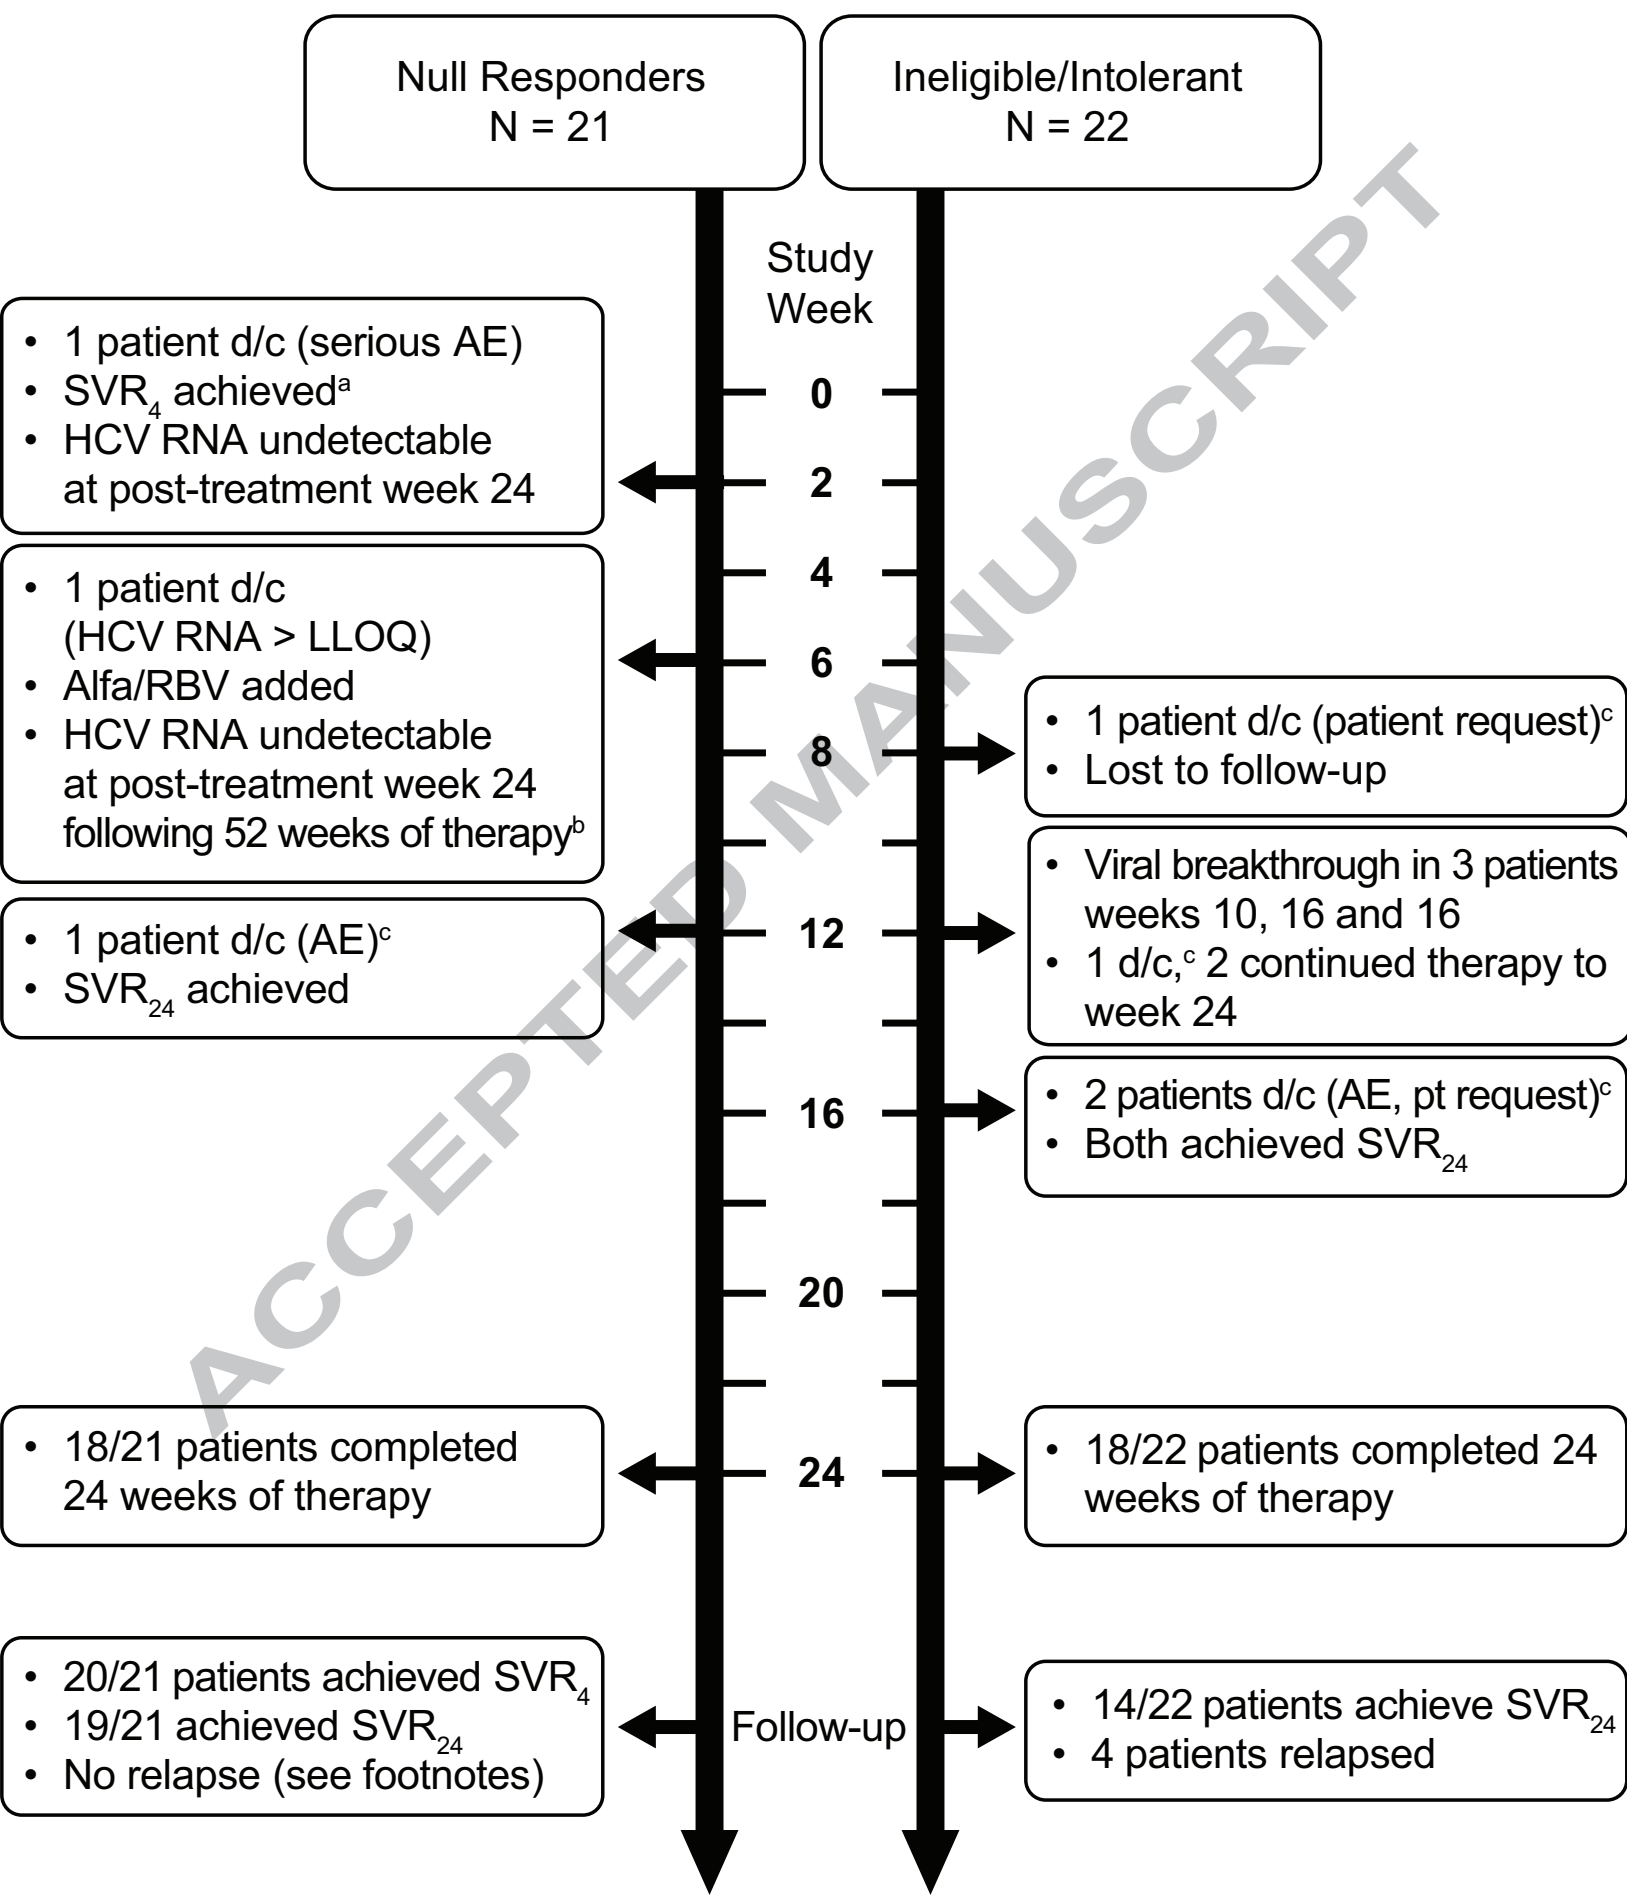 Null Responders
N = 21
Ineligible/Intolerant
N = 22
Study
Week
0
2
4
6
8
12
16
20
24
Follow-up
• 1 patient d/c (serious AE)
• SVR₄ achievedᵃ
• HCV RNA undetectable
at post-treatment week 24
• 1 patient d/c
(HCV RNA > LLOQ)
• Alfa/RBV added
• HCV RNA undetectable
at post-treatment week 24
following 52 weeks of therapyᵇ
• 1 patient d/c (AE)ᶜ
• SVR₂₄ achieved
• 18/21 patients completed
24 weeks of therapy
• 20/21 patients achieved SVR₄
• 19/21 achieved SVR₂₄
• No relapse (see footnotes)
• 1 patient d/c (patient request)ᶜ
• Lost to follow-up
• Viral breakthrough in 3 patients
weeks 10, 16 and 16
• 1 d/c,ᶜ 2 continued therapy to
week 24
• 2 patients d/c (AE, pt request)ᶜ
• Both achieved SVR₂₄
• 18/22 patients completed 24
weeks of therapy
• 14/22 patients achieve SVR₂₄
• 4 patients relapsed
ACCEPTED MANUSCRIPT